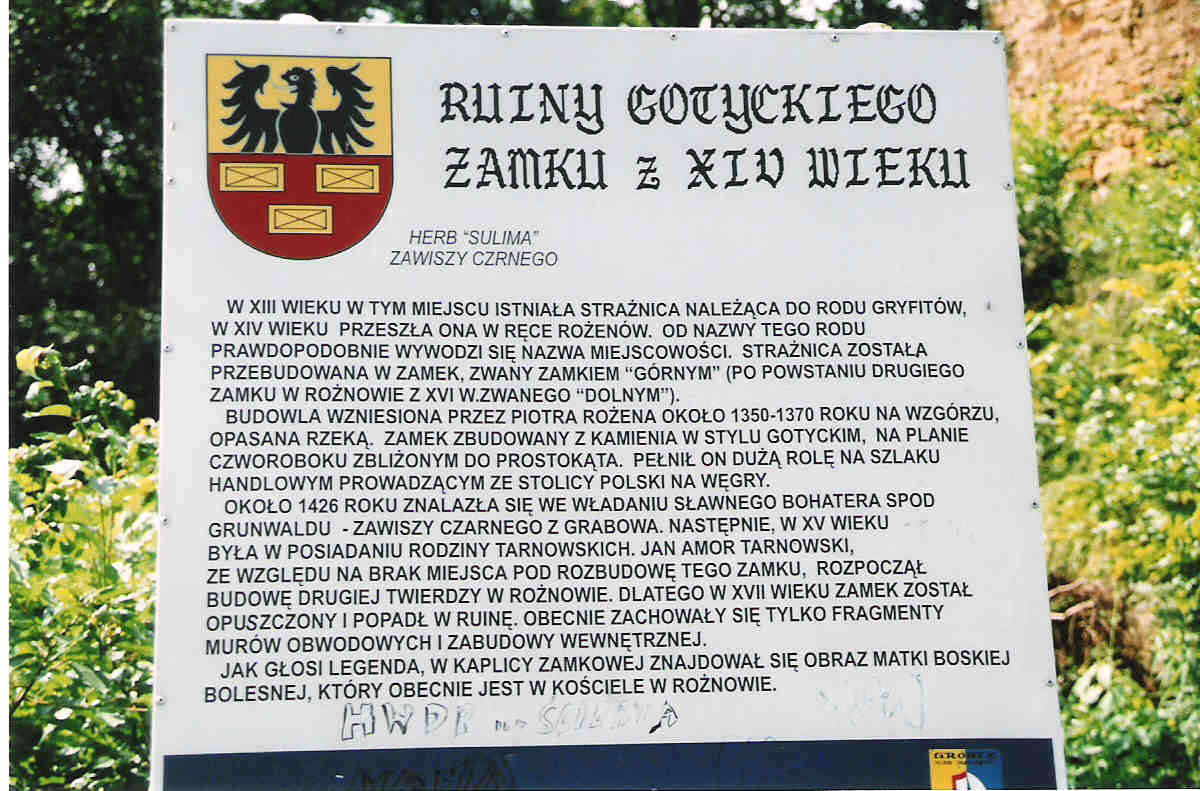 RUINY GOTYCKIEGO
ZAMKU z XIV WIEKU
HERB “SULIMA”
ZAWISZY CZRNEGO
W XIII WIEKU W TYM MIEJSCU ISTNIAŁA STRAŻNICA NALEŻĄCA DO RODU GRYFITÓW,
W XIV WIEKU PRZESZŁA ONA W RĘCE ROŻENÓW. OD NAZWY TEGO RODU
PRAWDOPODOBNIE WYWODZI SIĘ NAZWA MIEJSCOWOŚCI. STRAŻNICA ZOSTAŁA
PRZEBUDOWANA W ZAMEK, ZWANY ZAMKIEM “GÓRNYM” (PO POWSTANIU DRUGIEGO
ZAMKU W ROŻNOWIE Z XVI W.ZWANEGO “DOLNYM”).
BUDOWLA WZNIESIONA PRZEZ PIOTRA ROŻENA OKOŁO 1350-1370 ROKU NA WZGÓRZU,
OPASANA RZEKĄ. ZAMEK ZBUDOWANY Z KAMIENIA W STYLU GOTYCKIM, NA PLANIE
CZWOROBOKU ZBLIŻONYM DO PROSTOKĄTA. PEŁNIŁ ON DUŻĄ ROLĘ NA SZLAKU
HANDLOWYM PROWADZĄCYM ZE STOLICY POLSKI NA WĘGRY.
OKOŁO 1426 ROKU ZNALAZŁA SIĘ WE WŁADANIU SŁAWNEGO BOHATERA SPOD
GRUNWALDU - ZAWISZY CZARNEGO Z GRABOWA. NASTĘPNIE, W XV WIEKU
BYŁA W POSIADANIU RODZINY TARNOWSKICH. JAN AMOR TARNOWSKI,
ZE WZGLĘDU NA BRAK MIEJSCA POD ROZBUDOWĘ TEGO ZAMKU, ROZPOCZĄŁ
BUDOWĘ DRUGIEJ TWIERDZY W ROŻNOWIE. DLATEGO W XVII WIEKU ZAMEK ZOSTAŁ
OPUSZCZONY I POPADŁ W RUINĘ. OBECNIE ZACHOWAŁY SIĘ TYLKO FRAGMENTY
MURÓW OBWODOWYCH I ZABUDOWY WEWNĘTRZNEJ.
JAK GŁOSI LEGENDA, W KAPLICY ZAMKOWEJ ZNAJDOWAŁ SIĘ OBRAZ MATKI BOSKIEJ
BOLESNEJ, KTÓRY OBECNIE JEST W KOŚCIELE W ROŻNOWIE.
HWDP
GRÓDEK